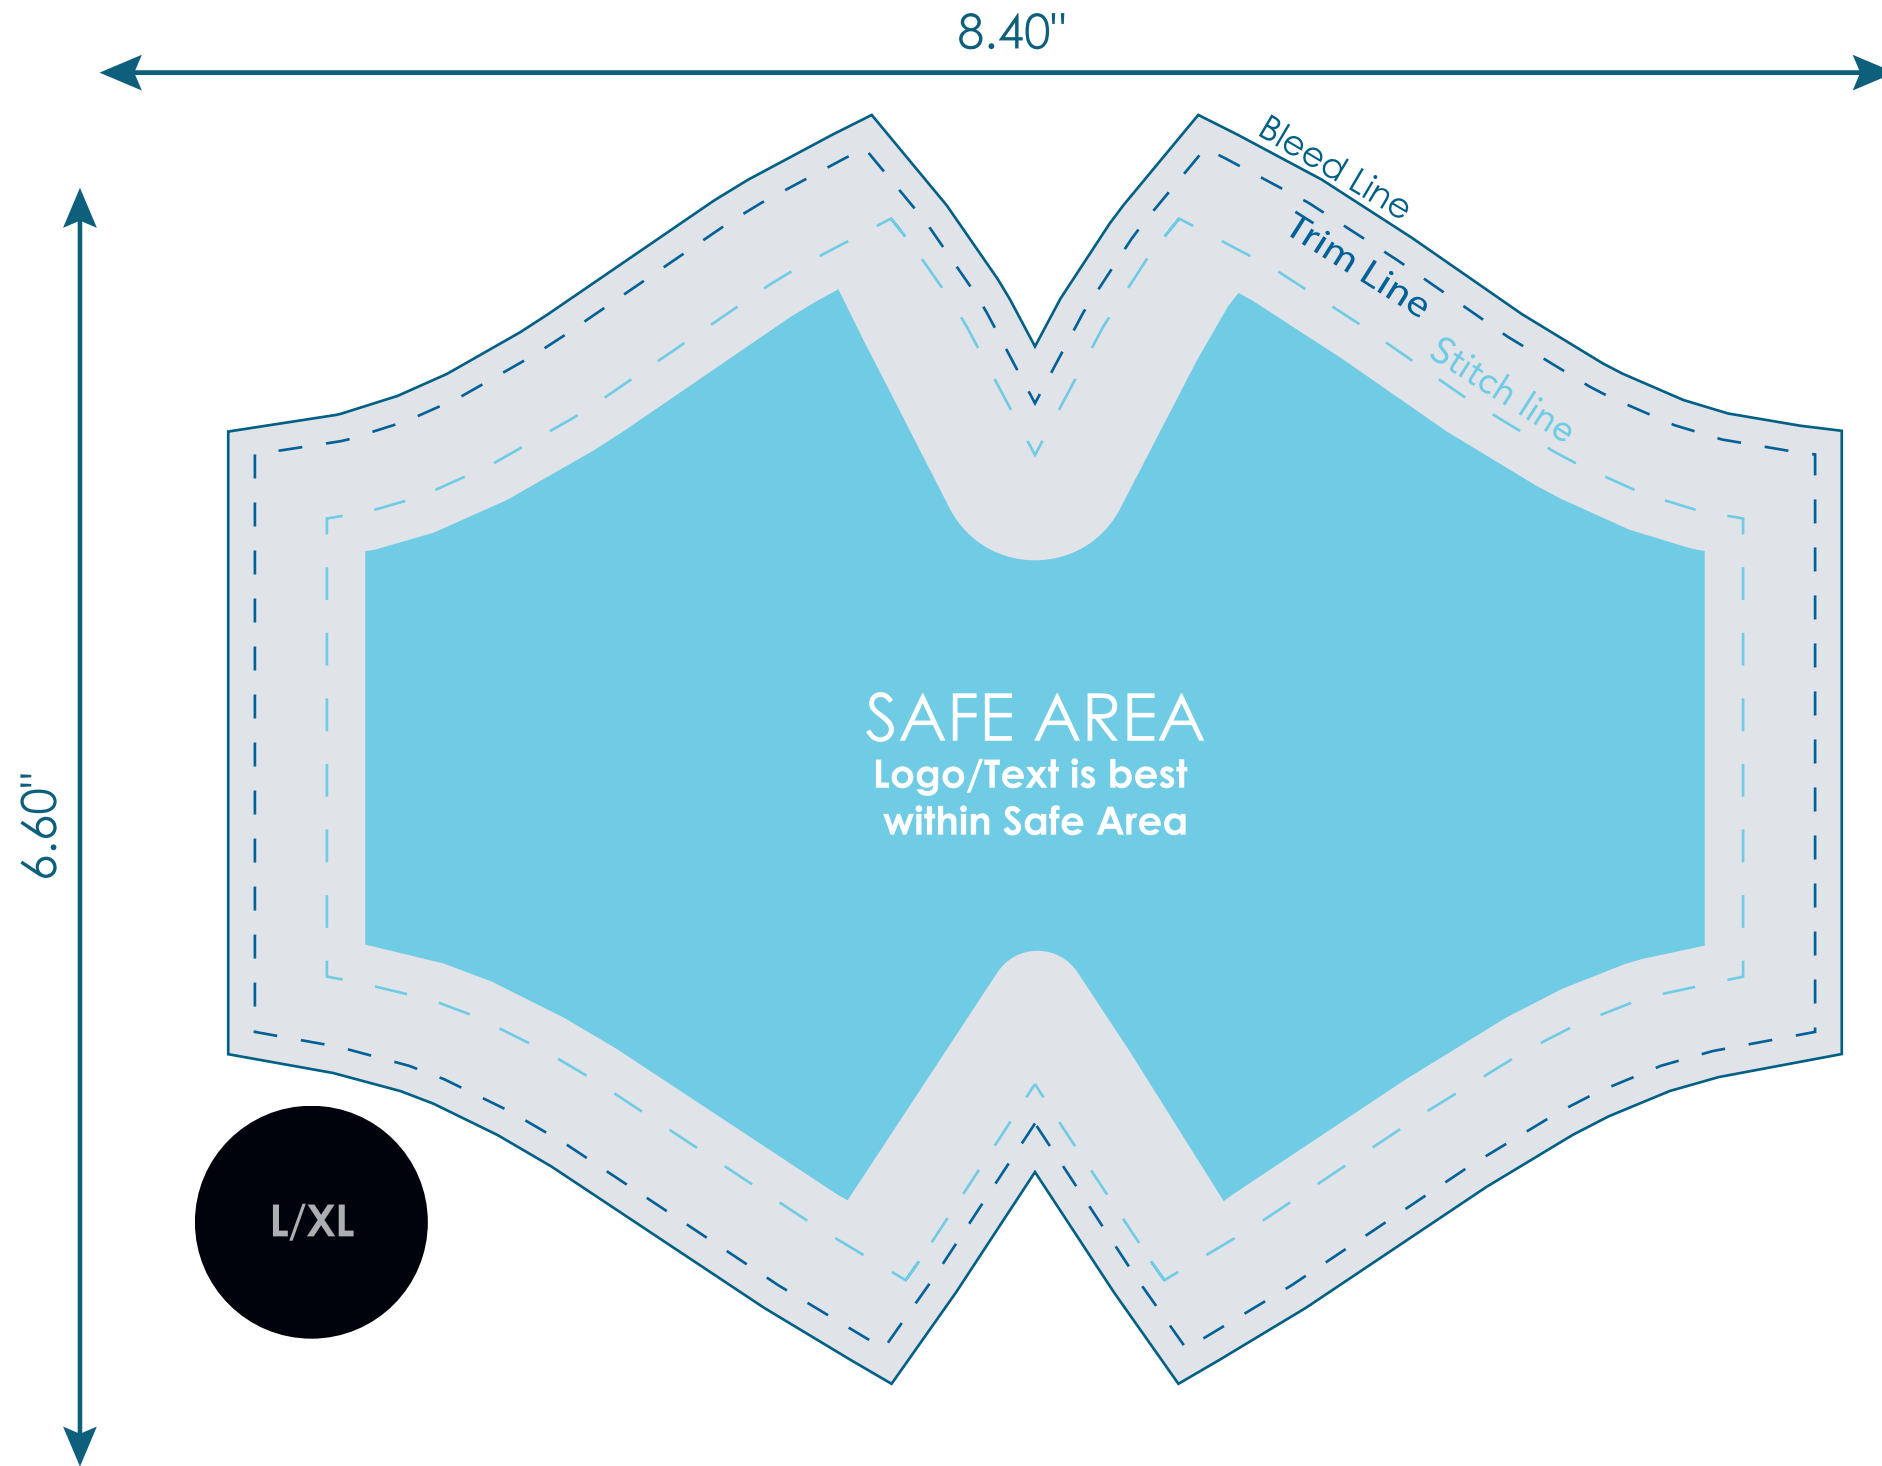 8.40"
Bleed Line
Trim Line
Stitch line
6.60"
SAFE AREA
Logo/Text is best
within Safe Area
L/XL